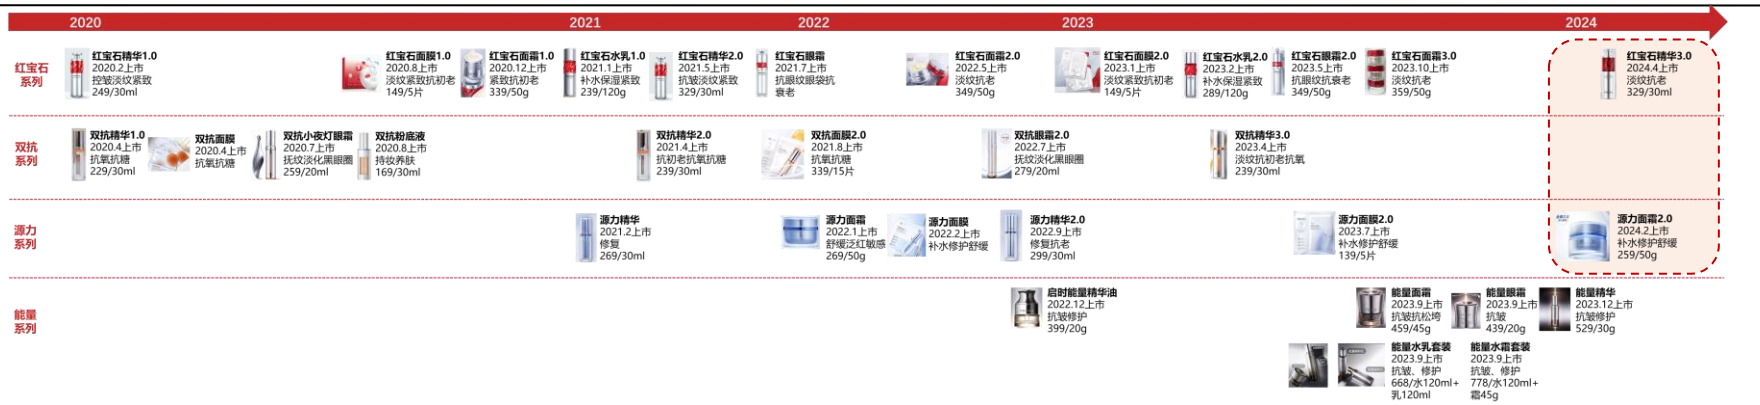 2020
2021
2022
2023
2024
红宝石
系列
红宝石精华1.0
2020.2上市
控皱淡纹紧致
249/30ml
红宝石面膜1.0
2020.8上市
淡纹紧致抗初老
149/5片
红宝石面霜1.0
2020.12上市
紧致抗初老
339/50g
红宝石水乳1.0
2021.1上市
补水保湿紧致
239/120g
红宝石精华2.0
2021.5上市
抗皱淡纹紧致
329/30ml
红宝石眼霜
2021.7上市
抗眼纹眼袋抗
衰老
红宝石面霜2.0
2022.5上市
淡纹抗老
349/50g
红宝石面膜2.0
2023.1上市
淡纹紧致抗初老
149/5片
红宝石水乳2.0
2023.2上市
补水保湿紧致
289/120g
红宝石眼霜2.0
2023.5上市
抗眼纹抗衰老
349/50g
红宝石面霜3.0
2023.10上市
淡纹抗老
359/50g
红宝石精华3.0
2024.4上市
淡纹抗老
329/30ml
双抗
系列
双抗精华1.0
2020.4上市
抗氧抗糖
229/30ml
双抗面膜
2020.4上市
抗氧抗糖
双抗小夜灯眼霜
2020.7上市
抚纹淡化黑眼圈
259/20ml
双抗粉底液
2020.8上市
持妆养肤
169/30ml
双抗精华2.0
2021.4上市
抗初老抗氧抗糖
239/30ml
双抗面膜2.0
2021.8上市
抗氧抗糖
339/15片
双抗眼霜2.0
2022.7上市
抚纹淡化黑眼圈
279/20ml
双抗精华3.0
2023.4上市
淡纹抗初老抗氧
239/30ml
源力
系列
源力精华
2021.2上市
修复
269/30ml
源力面霜
2022.1上市
舒缓泛红敏感
269/50g
源力面膜
2022.2上市
补水修护舒缓
源力精华2.0
2022.9上市
修复抗老
299/30ml
源力面膜2.0
2023.7上市
补水修护舒缓
139/5片
源力面霜2.0
2024.2上市
补水修护舒缓
259/50g
能量
系列
启时能量精华油
2022.12上市
抗皱修护
399/20g
能量面霜
2023.9上市
抗皱抗松垮
459/45g
能量眼霜
2023.9上市
抗皱
439/20g
能量精华
2023.12上市
抗皱修护
529/30g
能量水乳套装
2023.9上市
抗皱、修护
668/水120ml+
乳120ml
能量水霜套装
2023.9上市
抗皱、修护
778/水120ml+
霜45g